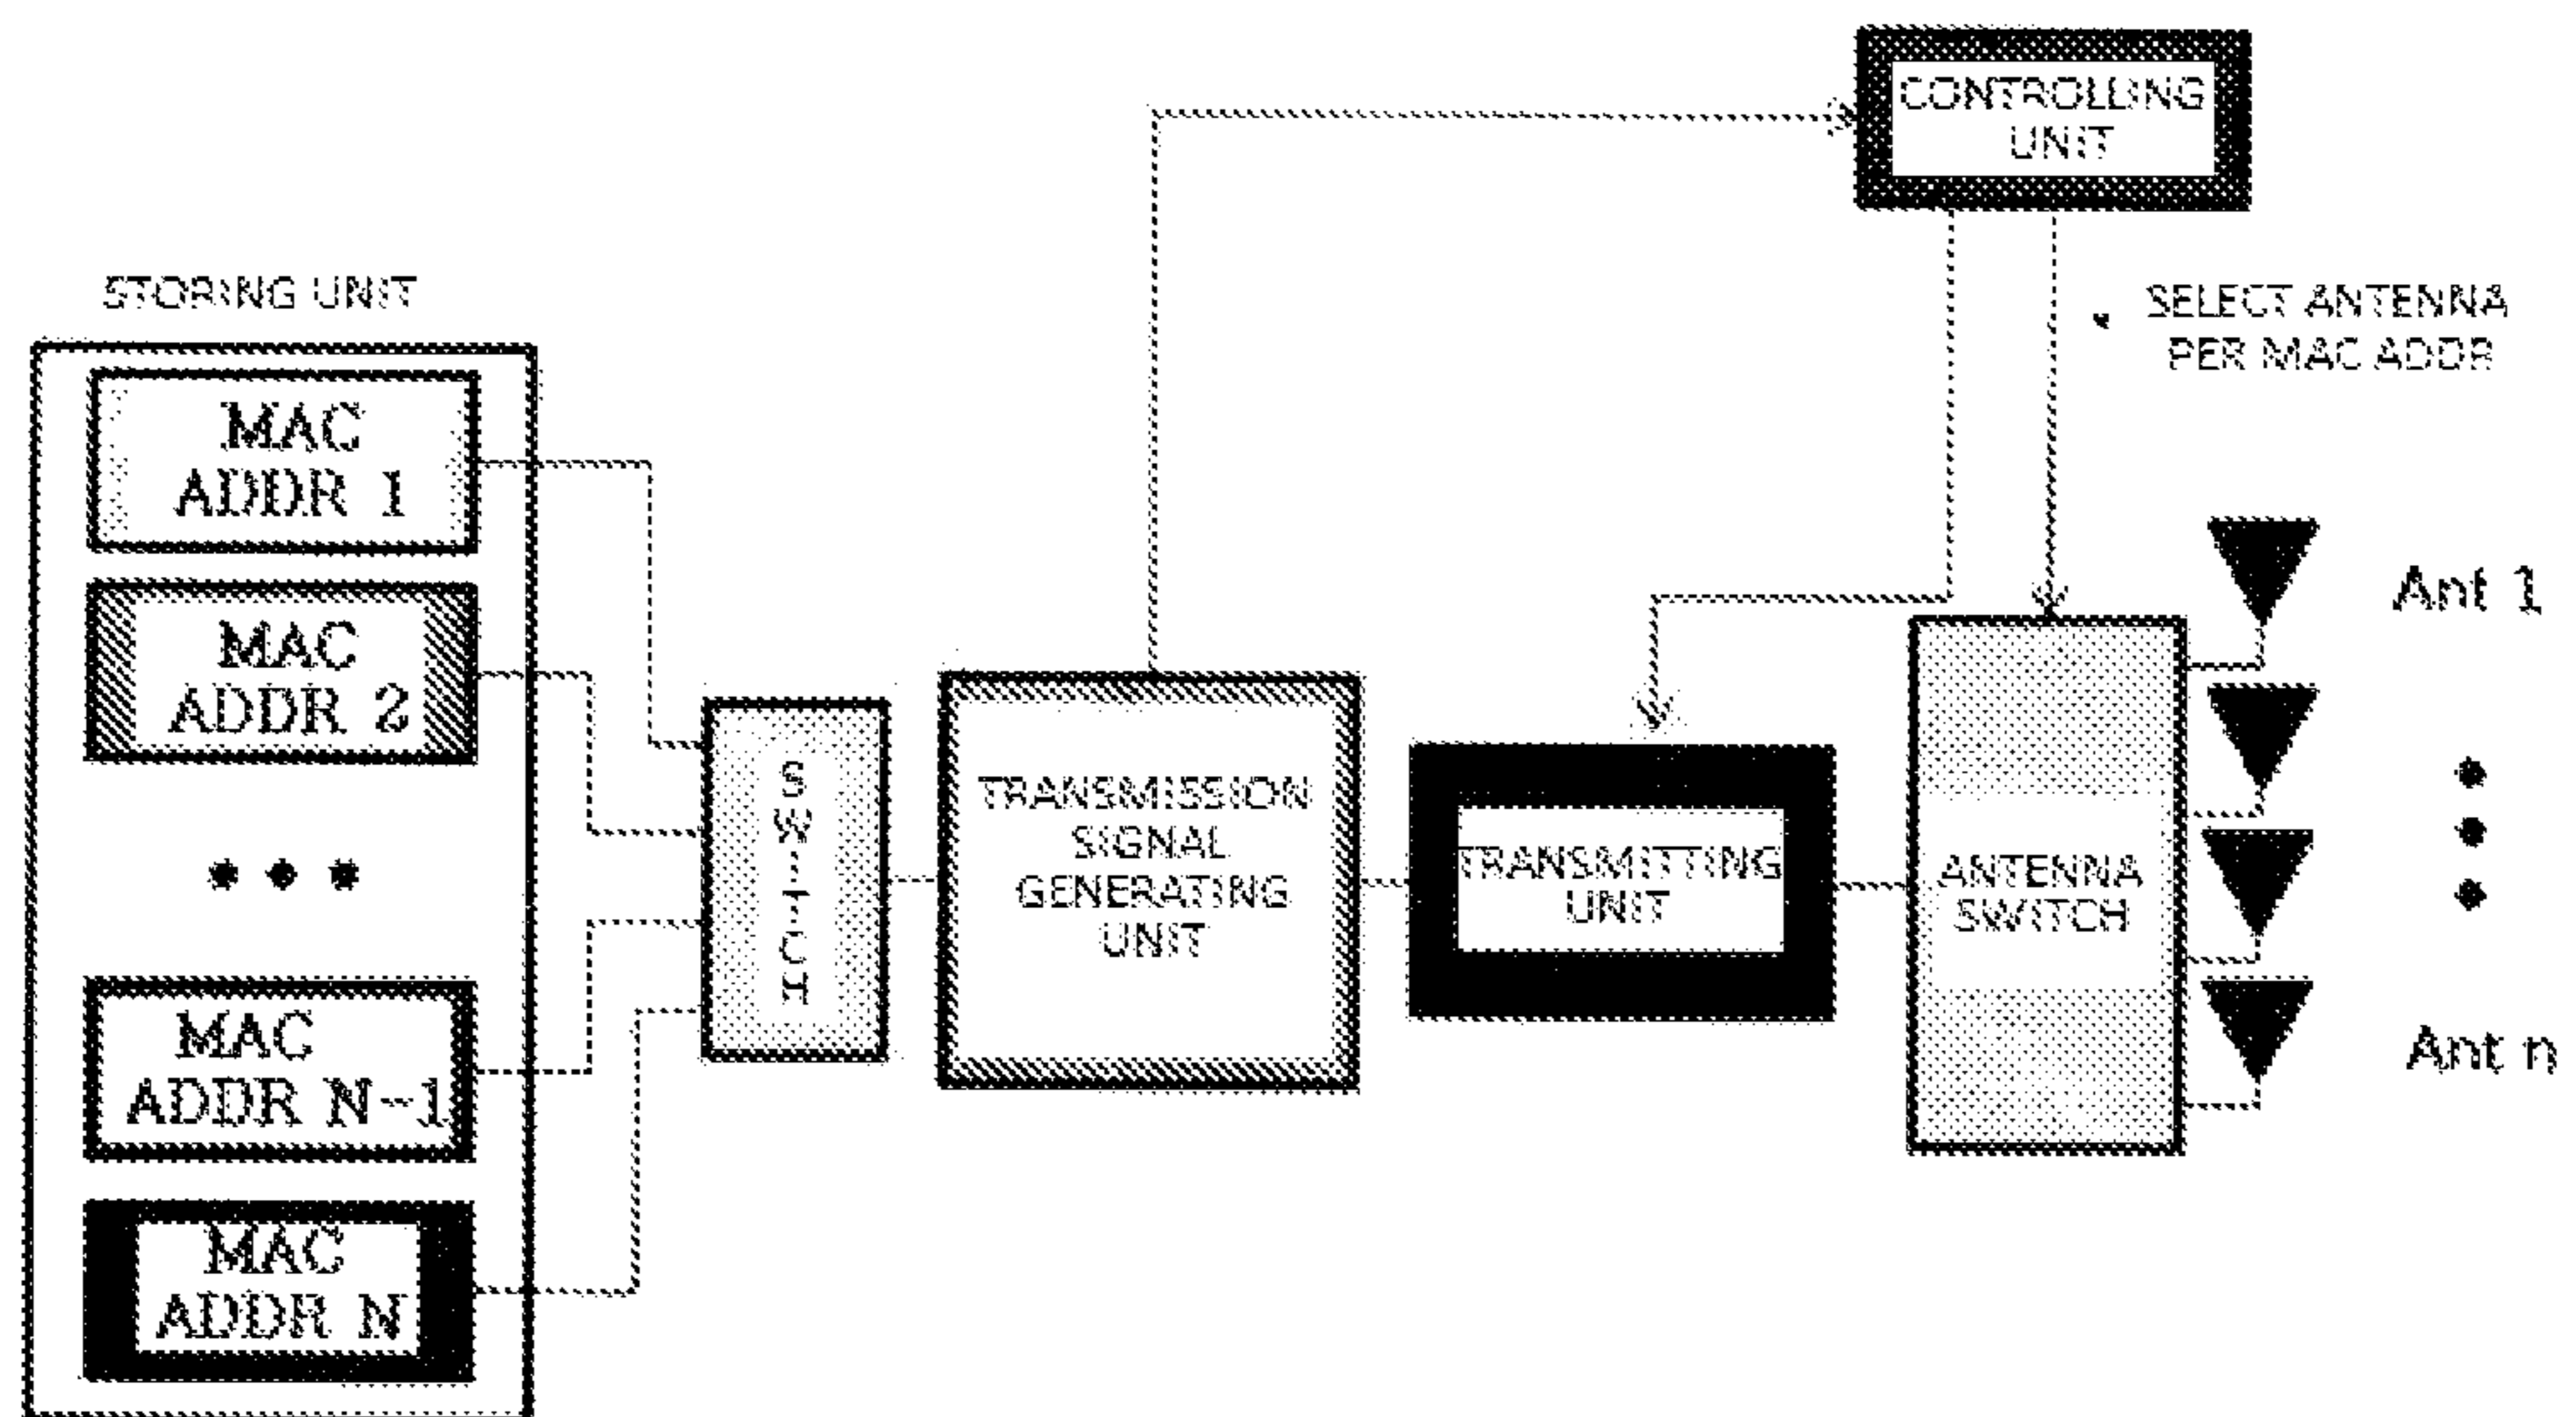 CONTROLLING
UNIT
STORING UNIT
SELECT ANTENNA
PER MAC ADDR
MAC
ADDR 1
Ant 1
MAC
ADDR 2
SWITCH
TRANSMISSION
SIGNAL
GENERATING
UNIT
TRANSMITTING
UNIT
ANTENNA
SWITCH
MAC
ADDR N-1
Ant n
MAC
ADDR N